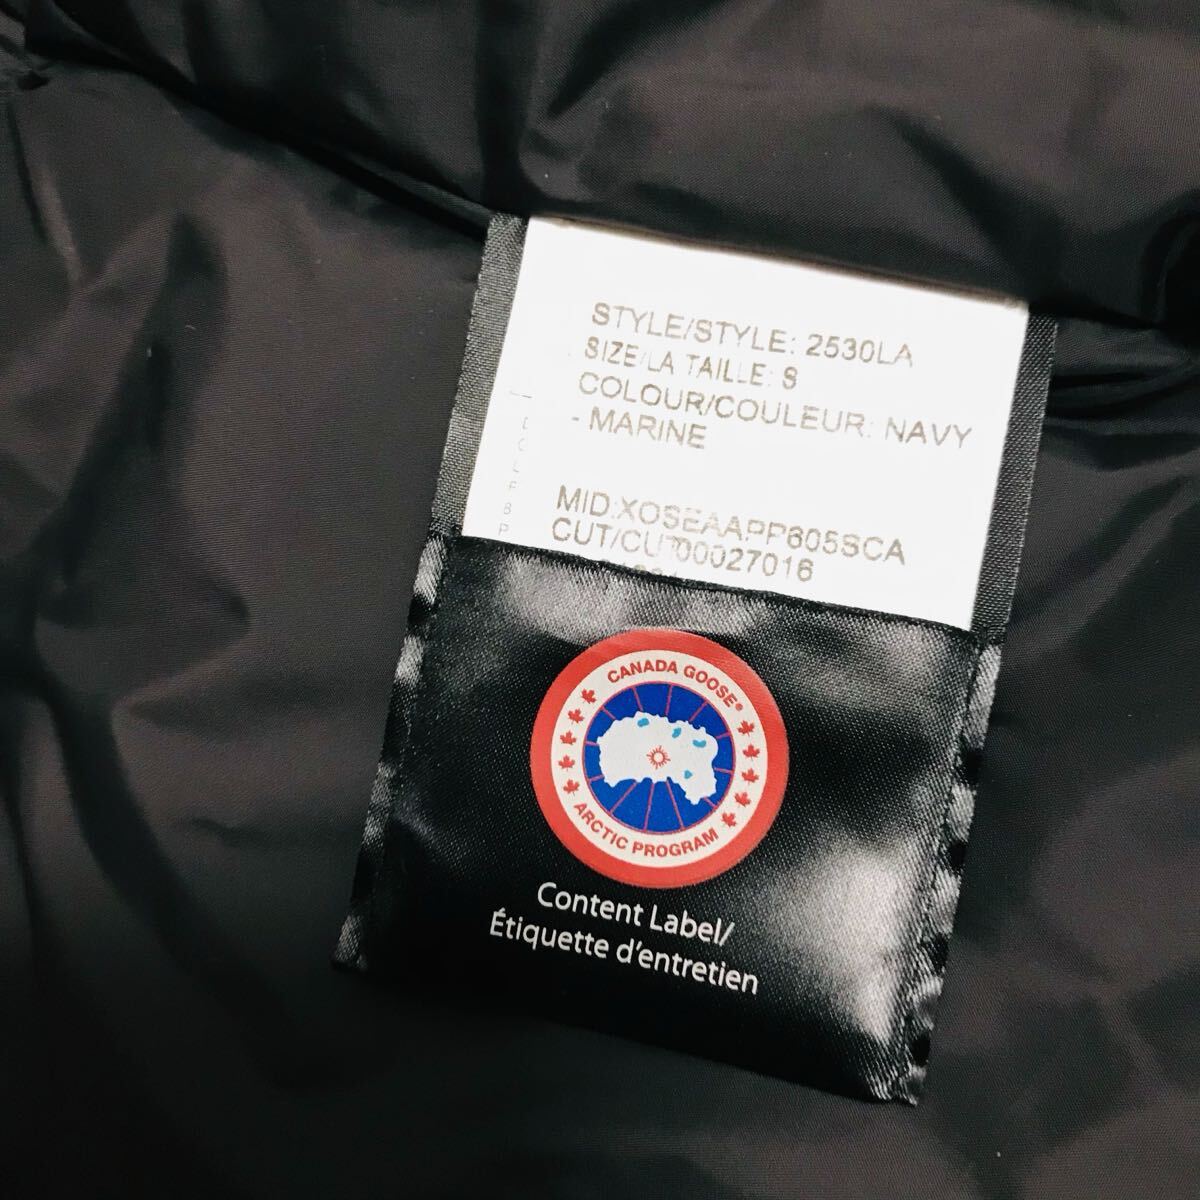 STYLE/STYLE: 2530LA
SIZE/LA TAILLE: S
COLOUR/COULEUR: NAVY
- MARINE
MID:XOSEAAPP605SCA
CUT/CUT00027016
CANADA GOOSE®
ARCTIC PROGRAM
Content Label/
Étiquette d'entretien